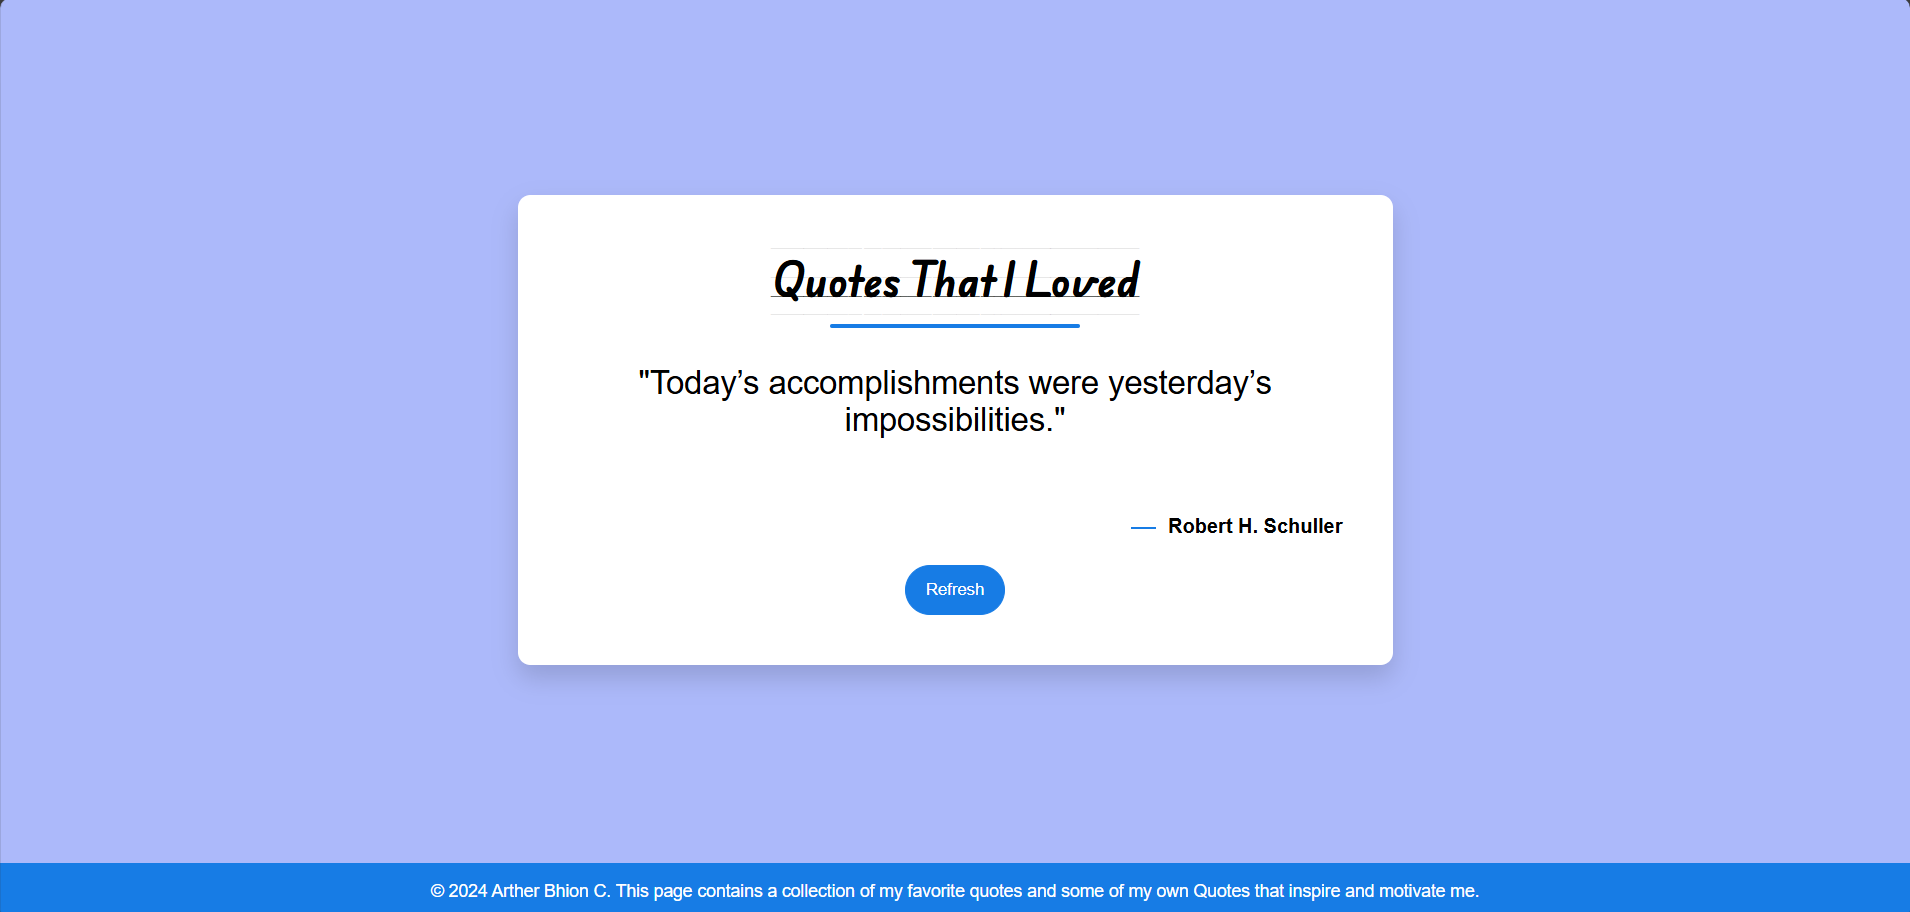 Quotes That I Loved
"Today’s accomplishments were yesterday’s
impossibilities."
— Robert H. Schuller
Refresh
© 2024 Arther Bhion C. This page contains a collection of my favorite quotes and some of my own Quotes that inspire and motivate me.